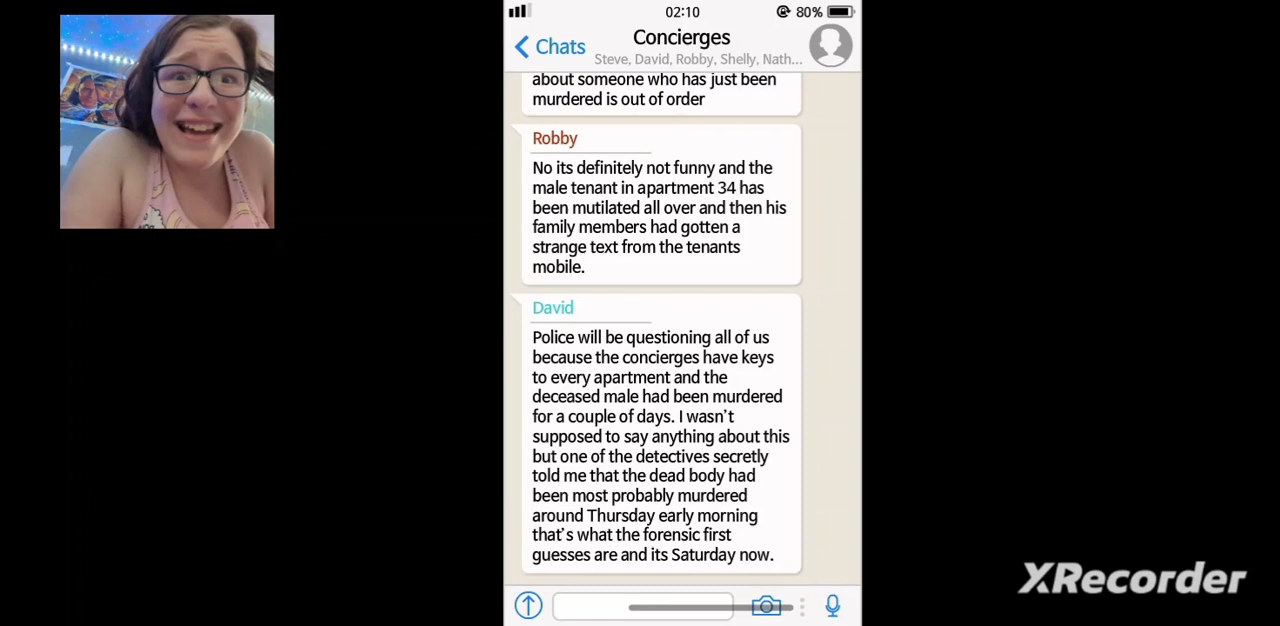 02:10
80%
Chats
Concierges
Steve, David, Robby, Shelly, Nath...
about someone who has just been
murdered is out of order
Robby
No its definitely not funny and the
male tenant in apartment 34 has
been mutilated all over and then his
family members had gotten a
strange text from the tenants
mobile.
David
Police will be questioning all of us
because the concierges have keys
to every apartment and the
deceased male had been murdered
for a couple of days. I wasn't
supposed to say anything about this
but one of the detectives secretly
told me that the dead body had
been most probably murdered
around Thursday early morning
that's what the forensic first
guesses are and its Saturday now.
XRecorder